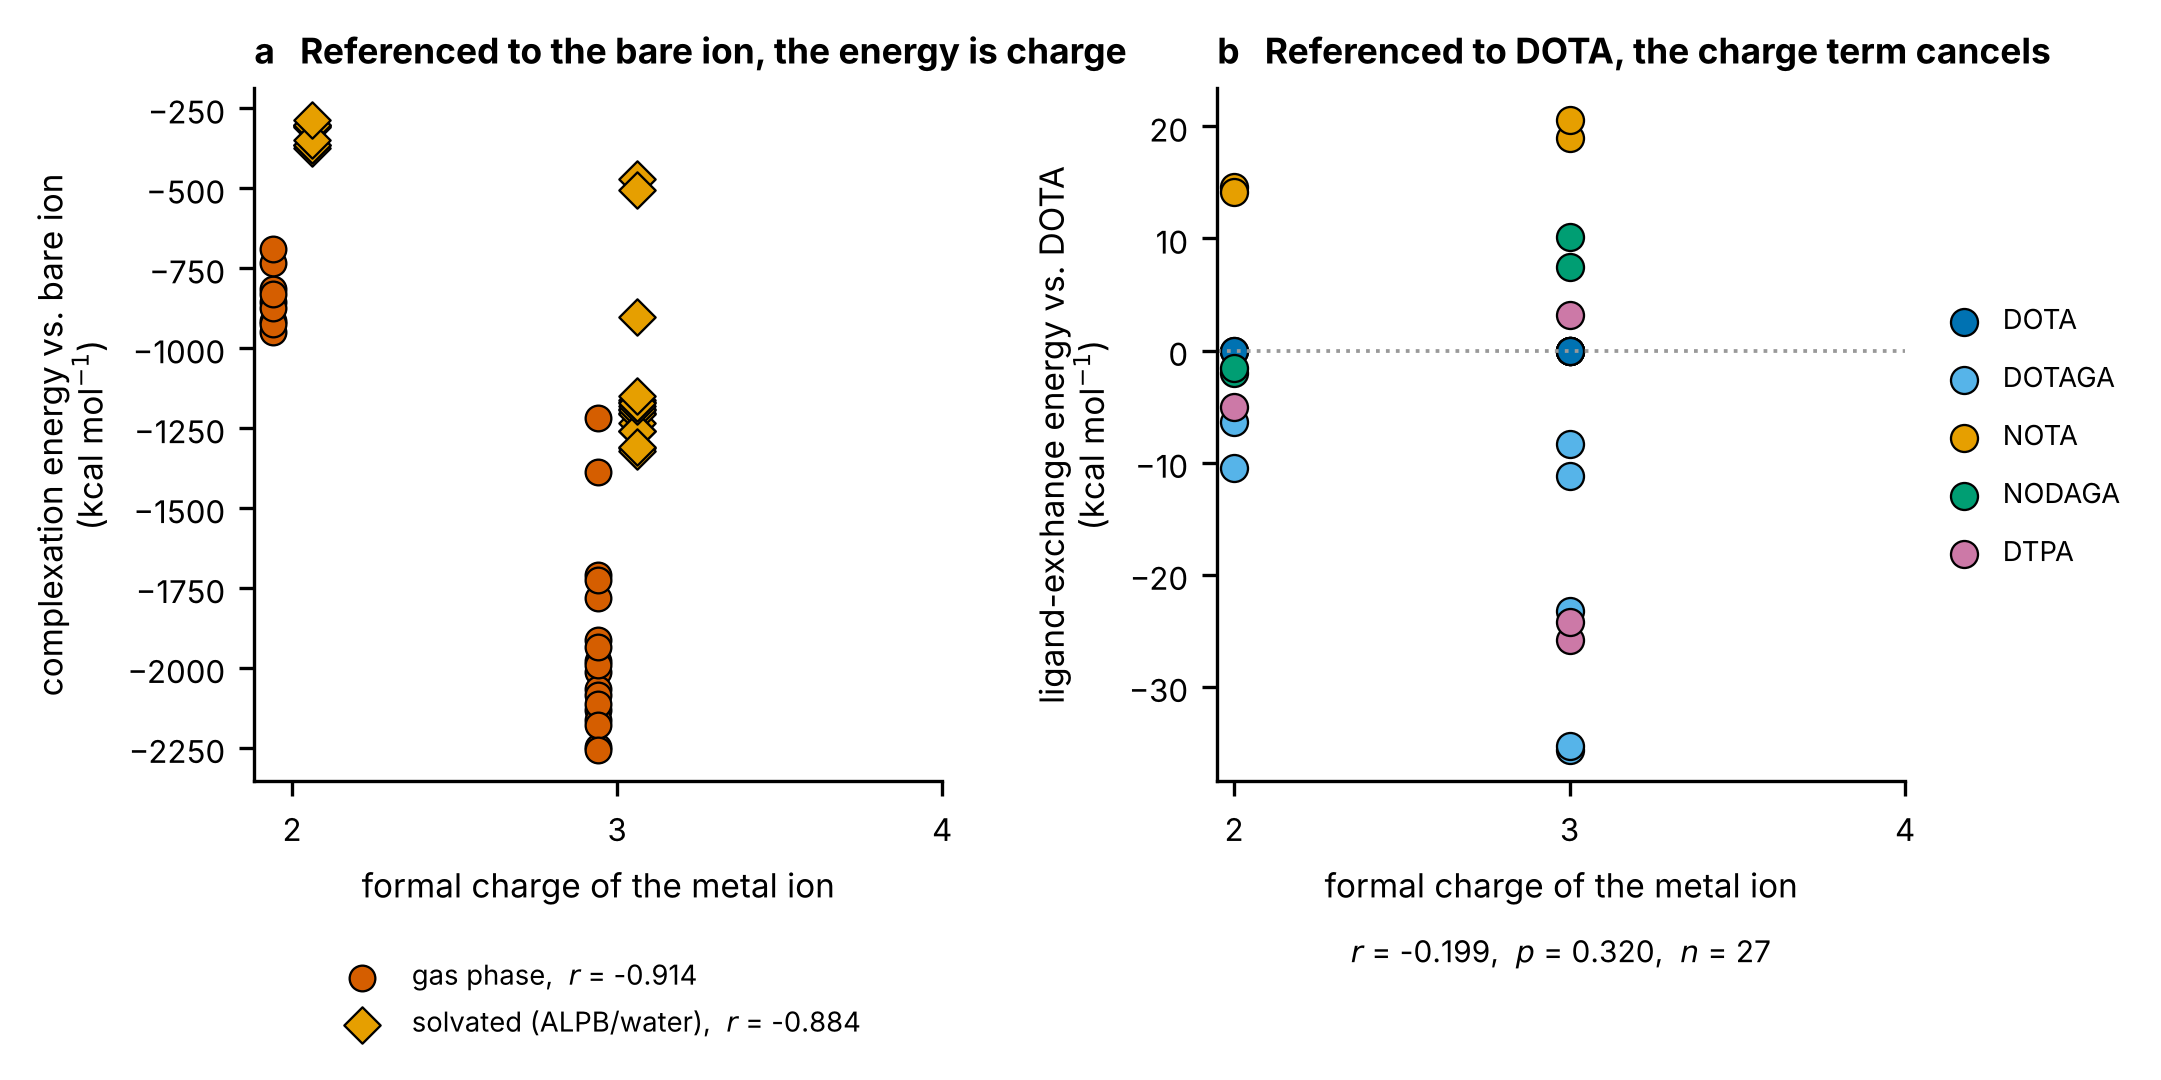 a Referenced to the bare ion, the energy is charge
complexation energy vs. bare ion
(kcal mol⁻¹)
−250
−500
−750
−1000
−1250
−1500
−1750
−2000
−2250
2
3
4
formal charge of the metal ion
gas phase, r = -0.914
solvated (ALPB/water), r = -0.884
b Referenced to DOTA, the charge term cancels
ligand-exchange energy vs. DOTA
(kcal mol⁻¹)
20
10
0
−10
−20
−30
2
3
4
formal charge of the metal ion
r = -0.199, p = 0.320, n = 27
DOTA
DOTAGA
NOTA
NODAGA
DTPA